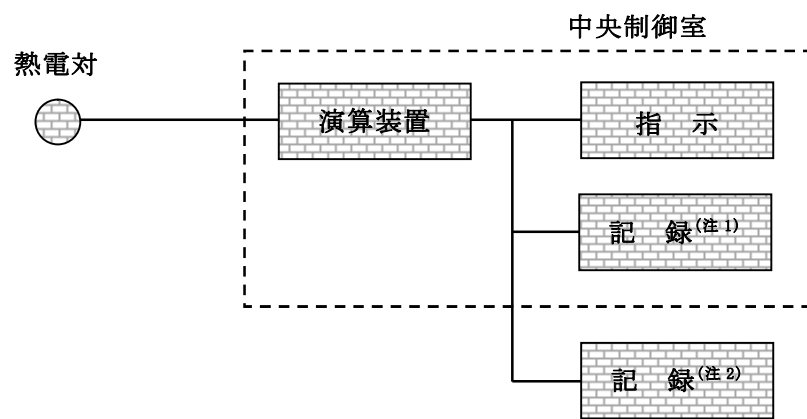 中央制御室
熱電対
演算装置
指 示
記 録(注 1)
記 録(注 2)